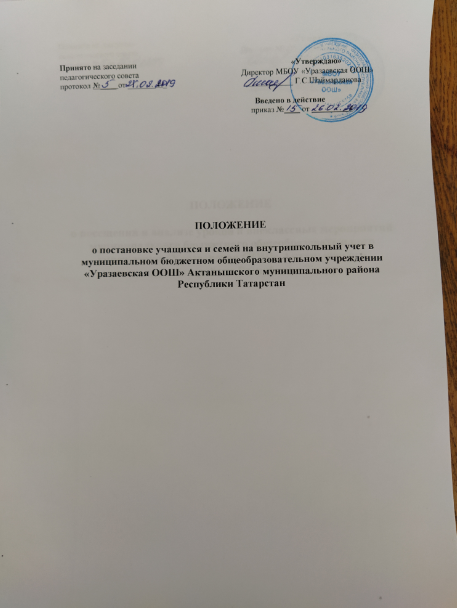 Принято на заседании
педагогического совета
протокол № 5 от .02.2019
«Утверждаю»
Директор МБОУ «Уразаевская ООШ»
Г С Шаймарданова
Введено в действие
приказ № 15 от 26.02.2019
ПОЛОЖЕНИЕ
о постановке учащихся и семей на внутришкольный учет в
муниципальном бюджетном общеобразовательном учреждении
«Уразаевская ООШ» Актанышского муниципального района
Республики Татарстан